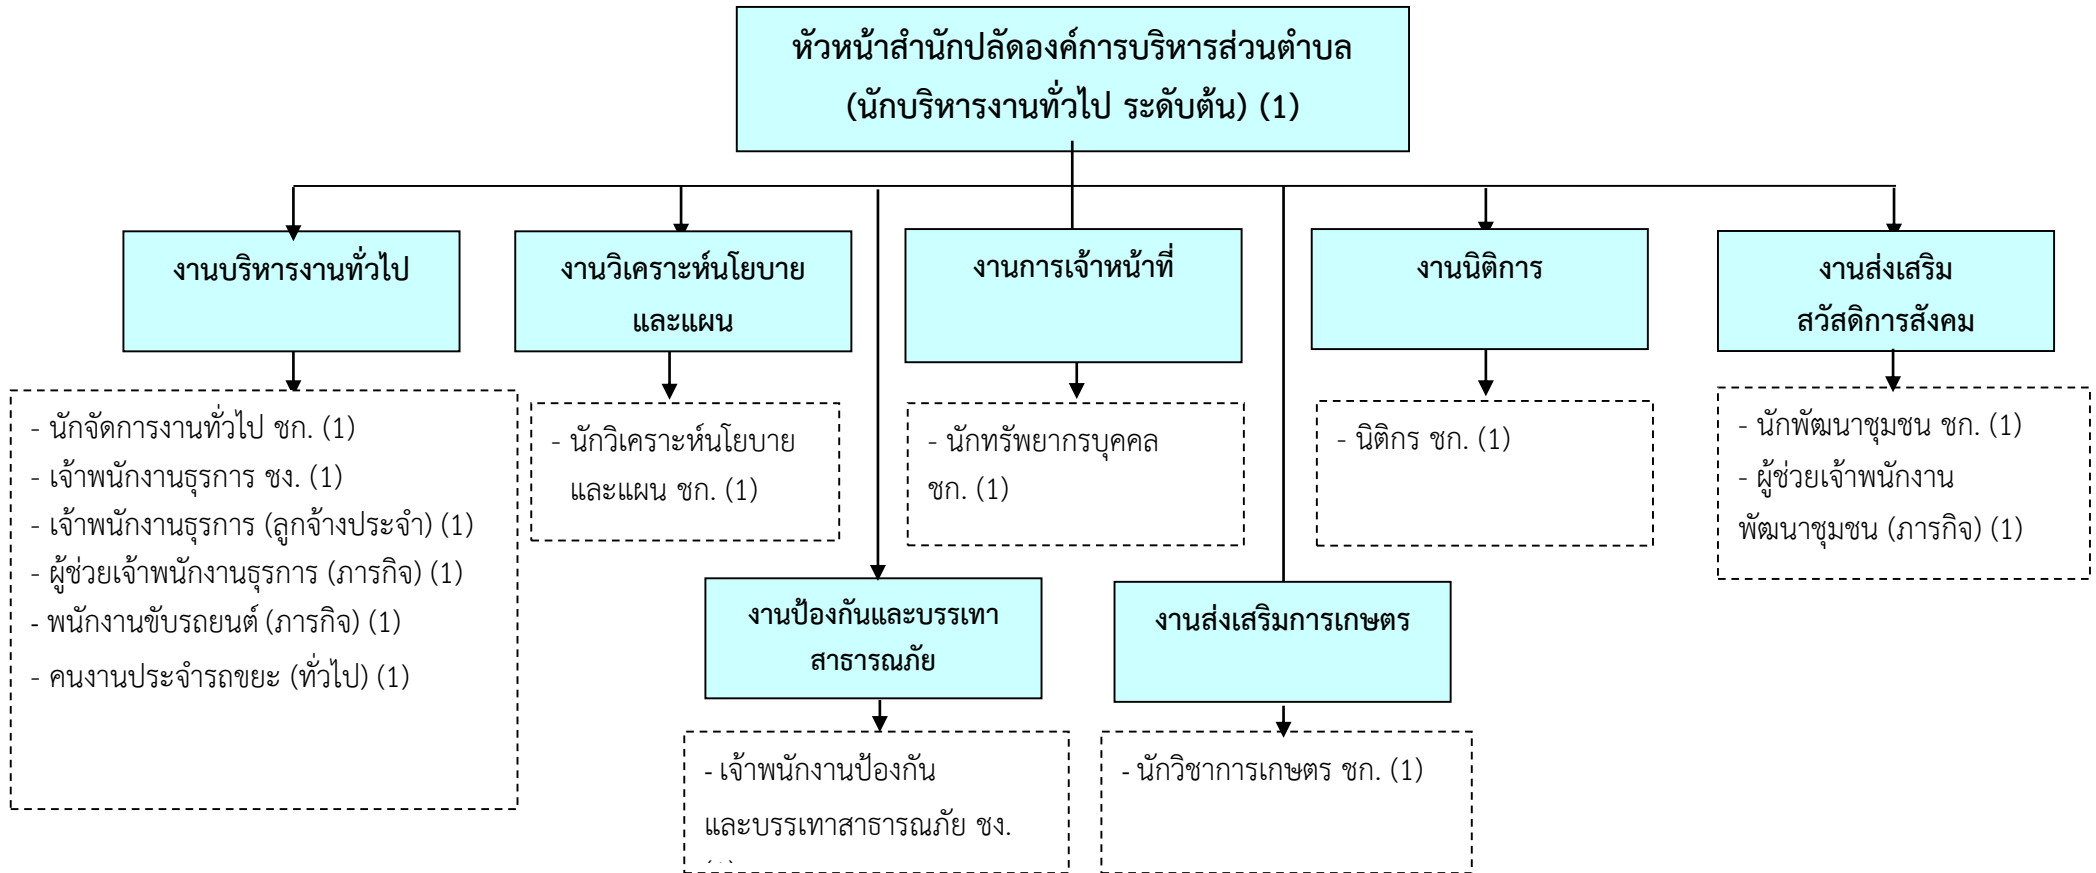 หัวหน้าสำนักปลัดองค์การบริหารส่วนตำบล
(นักบริหารงานทั่วไป ระดับต้น) (1)
งานบริหารงานทั่วไป
- นักจัดการงานทั่วไป ชก. (1)
- เจ้าพนักงานธุรการ ชง. (1)
- เจ้าพนักงานธุรการ (ลูกจ้างประจำ) (1)
- ผู้ช่วยเจ้าพนักงานธุรการ (ภารกิจ) (1)
- พนักงานขับรถยนต์ (ภารกิจ) (1)
- คนงานประจำรถขยะ (ทั่วไป) (1)
งานวิเคราะห์นโยบาย
และแผน
- นักวิเคราะห์นโยบาย
และแผน ชก. (1)
งานการเจ้าหน้าที่
- นักทรัพยากรบุคคล
ชก. (1)
งานนิติการ
- นิติกร ชก. (1)
งานส่งเสริม
สวัสดิการสังคม
- นักพัฒนาชุมชน ชก. (1)
- ผู้ช่วยเจ้าพนักงาน
พัฒนาชุมชน (ภารกิจ) (1)
งานป้องกันและบรรเทา
สาธารณภัย
- เจ้าพนักงานป้องกัน
และบรรเทาสาธารณภัย ชง.
งานส่งเสริมการเกษตร
- นักวิชาการเกษตร ชก. (1)